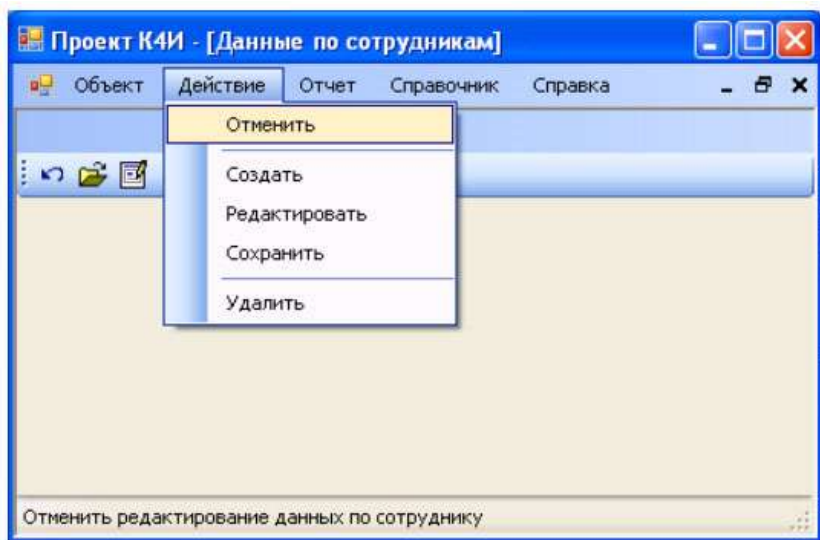 Проект К4И - [Данные по сотрудникам]
Объект Действие Отчет Справочник Справка
Отменить
Создать
Редактировать
Сохранить
Удалить
Отменить редактирование данных по сотруднику